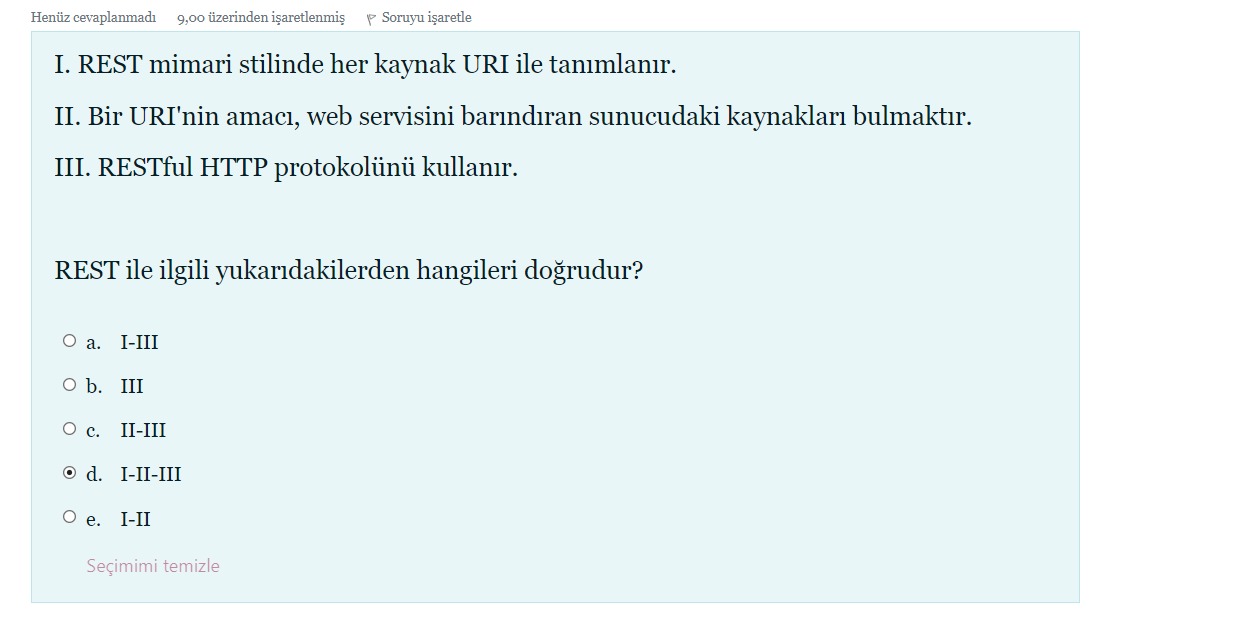 Henüz cevaplanmadı 9,00 üzerinden işaretlenmiş Soruyu işaretle
I. REST mimari stilinde her kaynak URI ile tanımlanır.
II. Bir URI'nin amacı, web servisini barındıran sunucudaki kaynakları bulmaktır.
III. RESTful HTTP protokolünü kullanır.
REST ile ilgili yukarıdakilerden hangileri doğrudur?
a. I-III
b. III
c. II-III
d. I-II-III
e. I-II
Seçimimi temizle